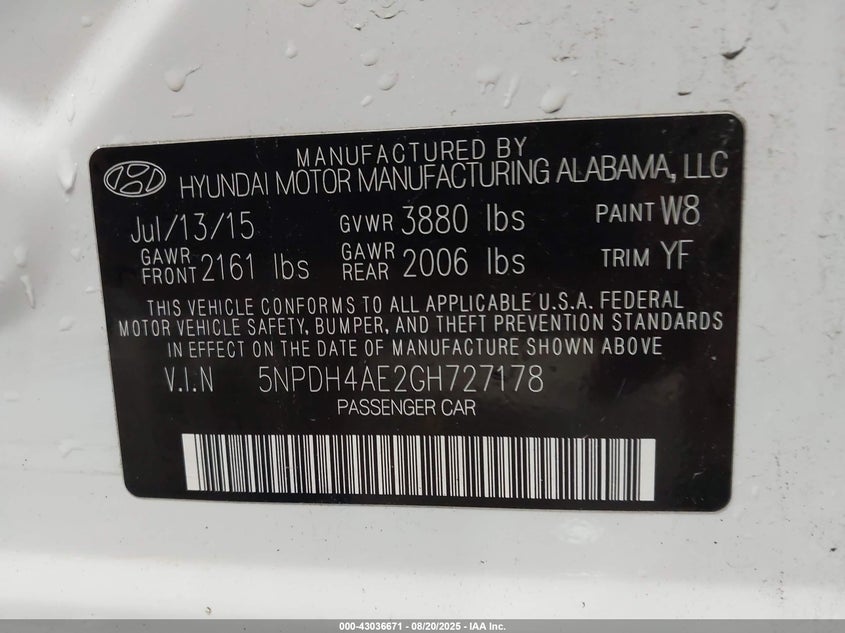 MANUFACTURED BY
HYUNDAI MOTOR MANUFACTURING ALABAMA, LLC
Jul/13/15 GVWR 3880 lbs PAINT W8
GAWR FRONT 2161 lbs GAWR REAR 2006 lbs TRIM YF
THIS VEHICLE CONFORMS TO ALL APPLICABLE U.S.A. FEDERAL
MOTOR VEHICLE SAFETY, BUMPER, AND THEFT PREVENTION STANDARDS
IN EFFECT ON THE DATE OF MANUFACTURE SHOWN ABOVE
V.I.N 5NPDH4AE2GH727178
PASSENGER CAR
000-43036671 - 08/20/2025 - IAA Inc.